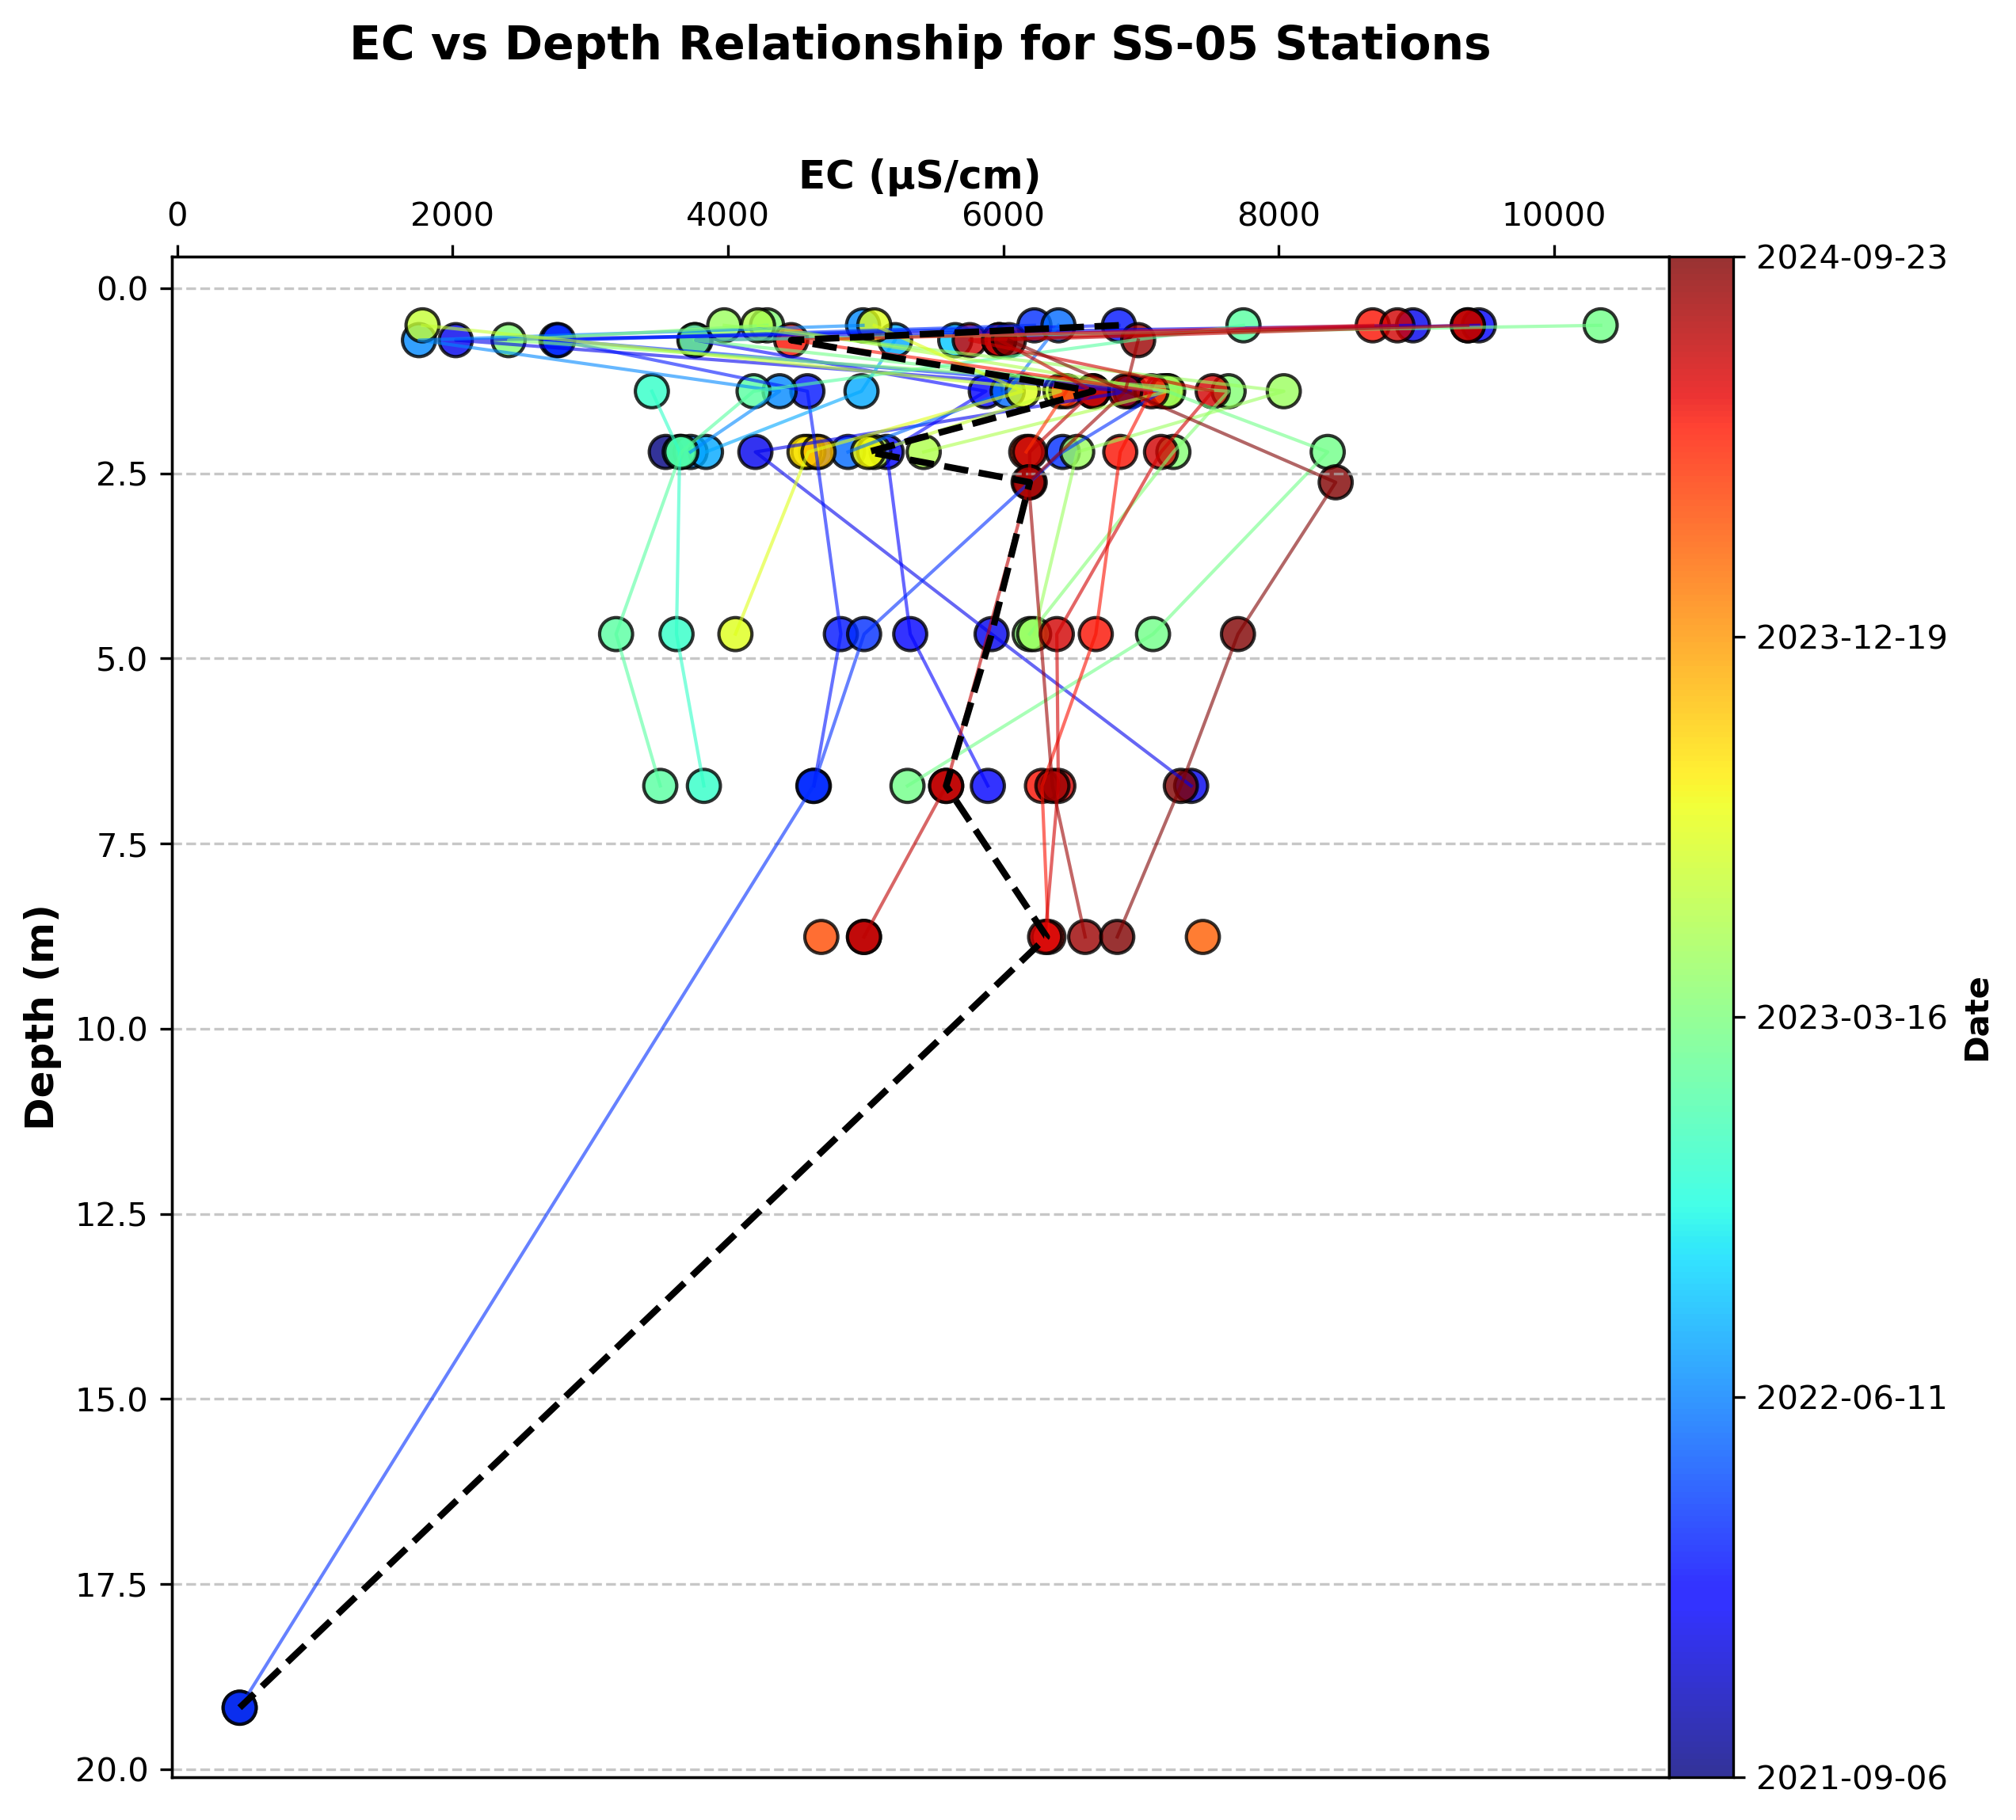 EC vs Depth Relationship for SS-05 Stations
EC (µS/cm)
0 2000 4000 6000 8000 10000
Depth (m)
0.0
2.5
5.0
7.5
10.0
12.5
15.0
17.5
20.0
2024-09-23
2023-12-19
2023-03-16
2022-06-11
2021-09-06
Date